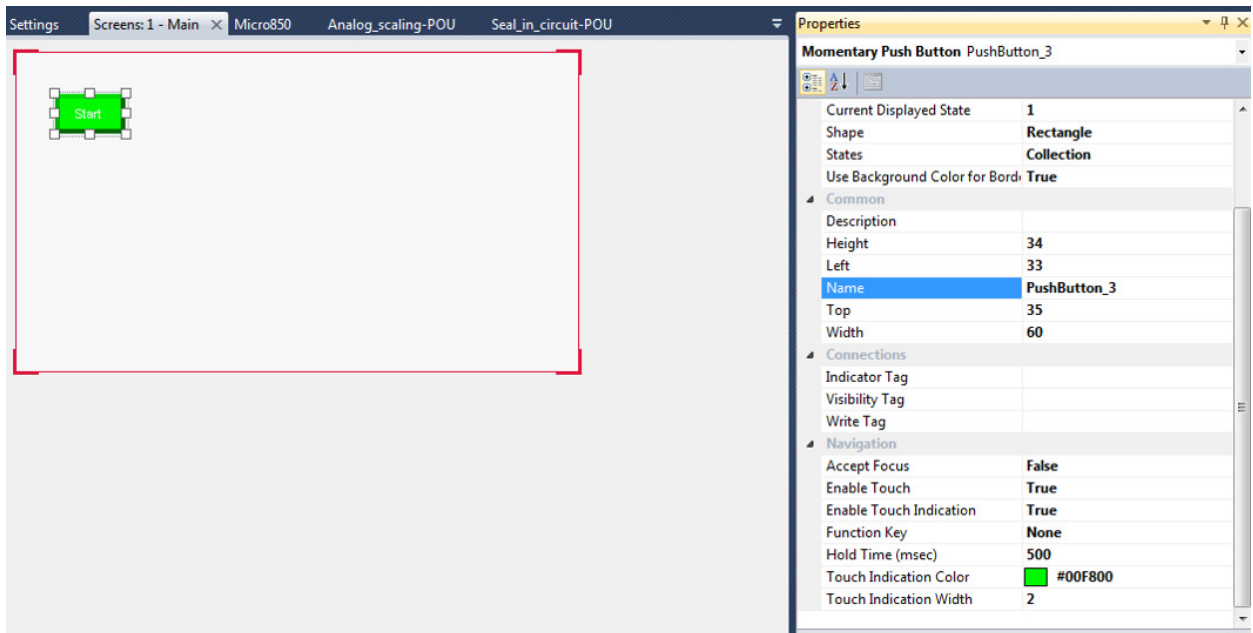 Settings Screens: 1 - Main Micro850 Analog_scaling-POU Seal_in_circuit-POU
Start
Properties
Momentary Push Button PushButton_3
Current Displayed State 1
Shape Rectangle
States Collection
Use Background Color for Bord True
Common
Description
Height 34
Left 33
Name PushButton_3
Top 35
Width 60
Connections
Indicator Tag
Visibility Tag
Write Tag
Navigation
Accept Focus False
Enable Touch True
Enable Touch Indication True
Function Key None
Hold Time (msec) 500
Touch Indication Color #00F800
Touch Indication Width 2